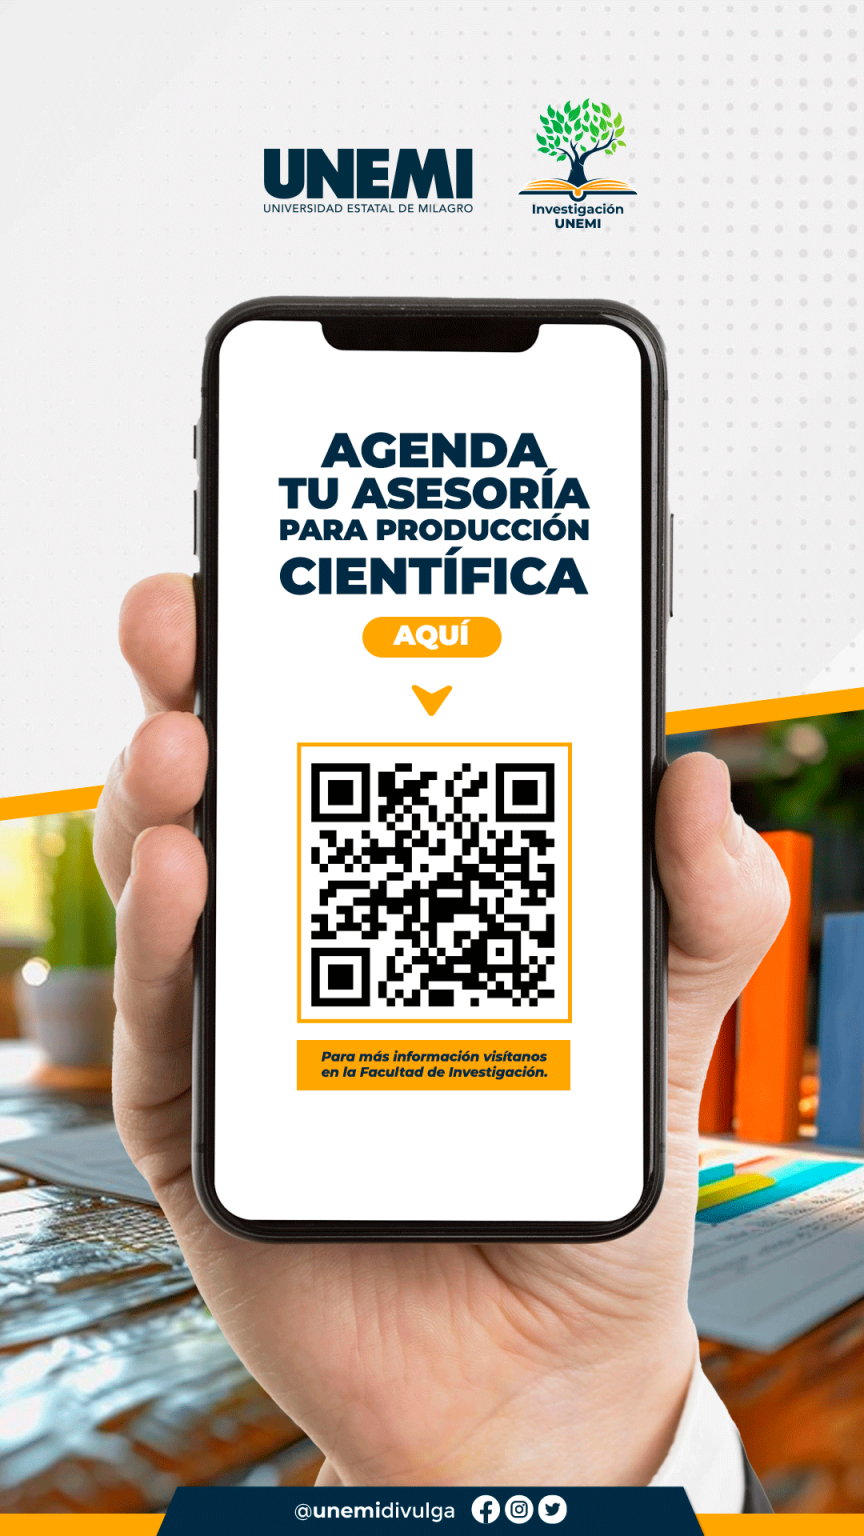 UNEMI
UNIVERSIDAD ESTATAL DE MILAGRO
Investigación
UNEMI
AGENDA
TU ASESORÍA
PARA PRODUCCIÓN
CIENTÍFICA
AQUÍ
Para más información visítanos
en la Facultad de Investigación.
@unemidivulga